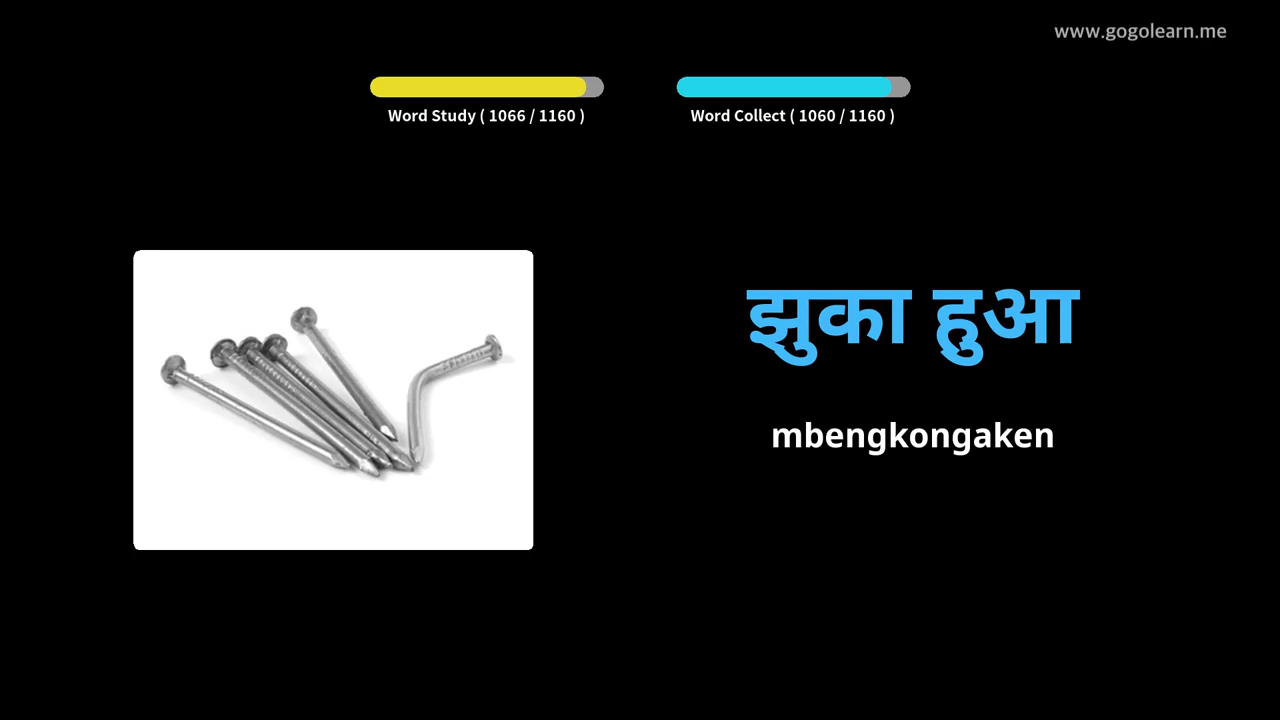 www.gogolearn.me
Word Study ( 1066 / 1160 )
Word Collect ( 1060 / 1160 )
झुका हुआ
mbengkongaken